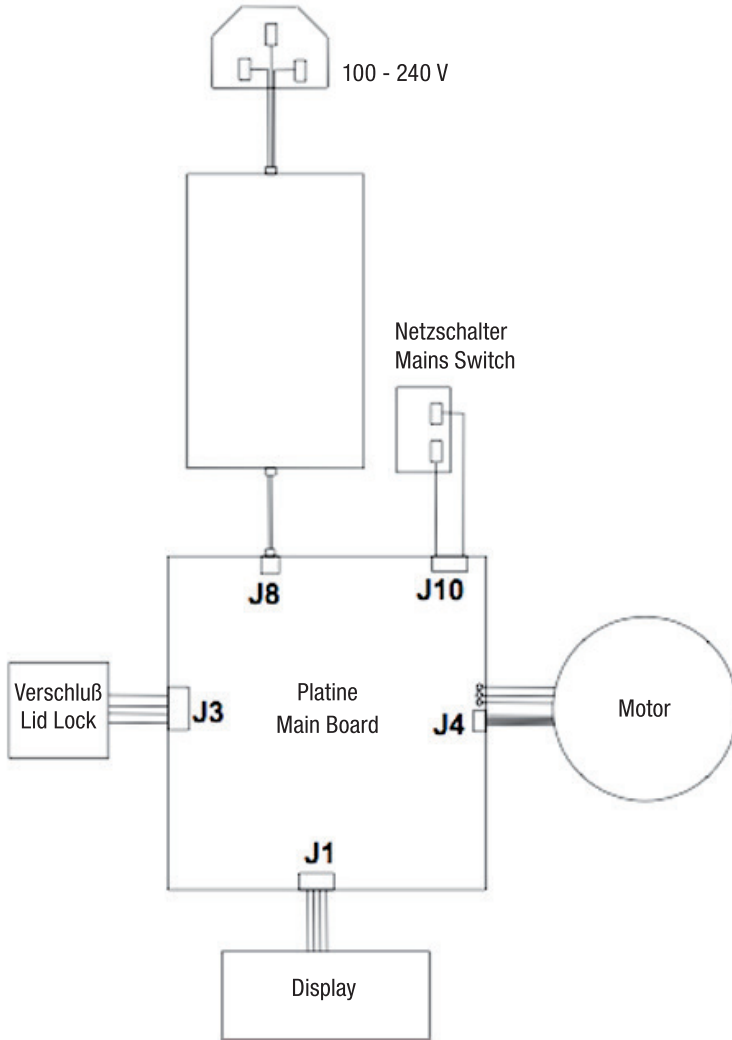 100 - 240 V
Netzschalter
Mains Switch
J8
J10
Verschluß
Lid Lock
J3
Platine
Main Board
J4
Motor
J1
Display